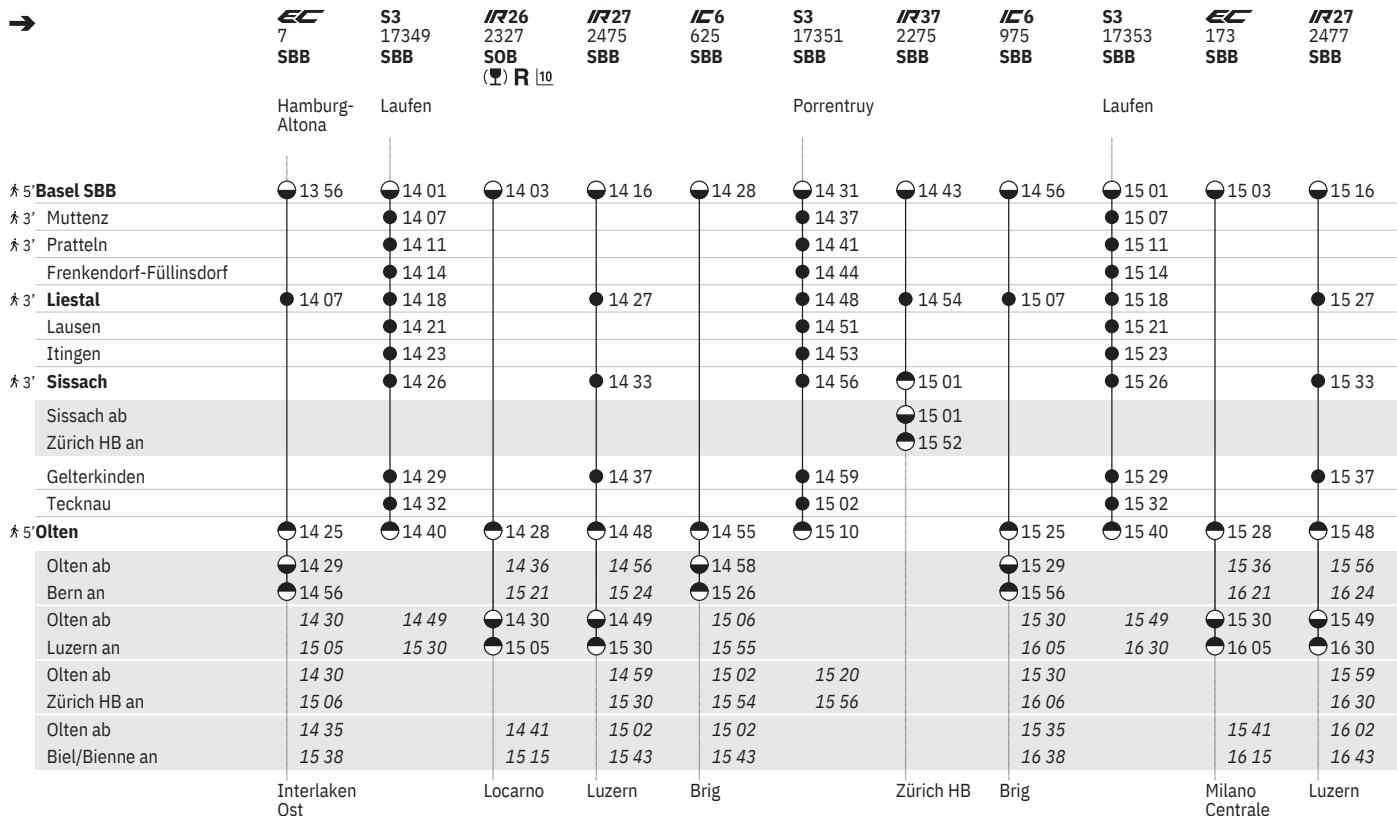 EC S3 IR26 IR27 IC6 S3 IR37 IC6 S3 EC IR27
7 17349 2327 2475 625 17351 2275 975 17353 173 2477
SBB SBB SOB SBB SBB SBB SBB SBB SBB SBB SBB
R 10
Hamburg- Laufen Porrentruy Laufen
Altona
5' Basel SBB 13 56 14 01 14 03 14 16 14 28 14 31 14 43 14 56 15 01 15 03 15 16
3' Muttenz 14 07 14 37 15 07
3' Pratteln 14 11 14 41 15 11
Frenkendorf-Füllinsdorf 14 14 14 44 15 14
3' Liestal 14 07 14 18 14 27 14 48 14 54 15 07 15 18 15 27
Lausen 14 21 14 51 15 21
Itingen 14 23 14 53 15 23
3' Sissach 14 26 14 33 14 56 15 01 15 26 15 33
Sissach ab 15 01
Zürich HB an 15 52
Gelterkinden 14 29 14 37 14 59 15 29 15 37
Tecknau 14 32 15 02 15 32
5' Olten 14 25 14 40 14 28 14 48 14 55 15 10 15 25 15 40 15 28 15 48
Olten ab 14 29 14 36 14 56 14 58 15 29 15 36 15 56
Bern an 14 56 15 21 15 24 15 26 15 56 16 21 16 24
Olten ab 14 30 14 49 14 30 14 49 15 06 15 30 15 49 15 30 15 49
Luzern an 15 05 15 30 15 05 15 30 15 55 16 05 16 30 16 05 16 30
Olten ab 14 30 14 59 15 02 15 20 15 30 15 59
Zürich HB an 15 06 15 30 15 54 15 56 16 06 16 30
Olten ab 14 35 14 41 15 02 15 02 15 35 15 41 16 02
Biel/Bienne an 15 38 15 15 15 43 15 43 16 38 16 15 16 43
Interlaken Locarno Luzern Brig Zürich HB Brig Milano Luzern
Ost Centrale